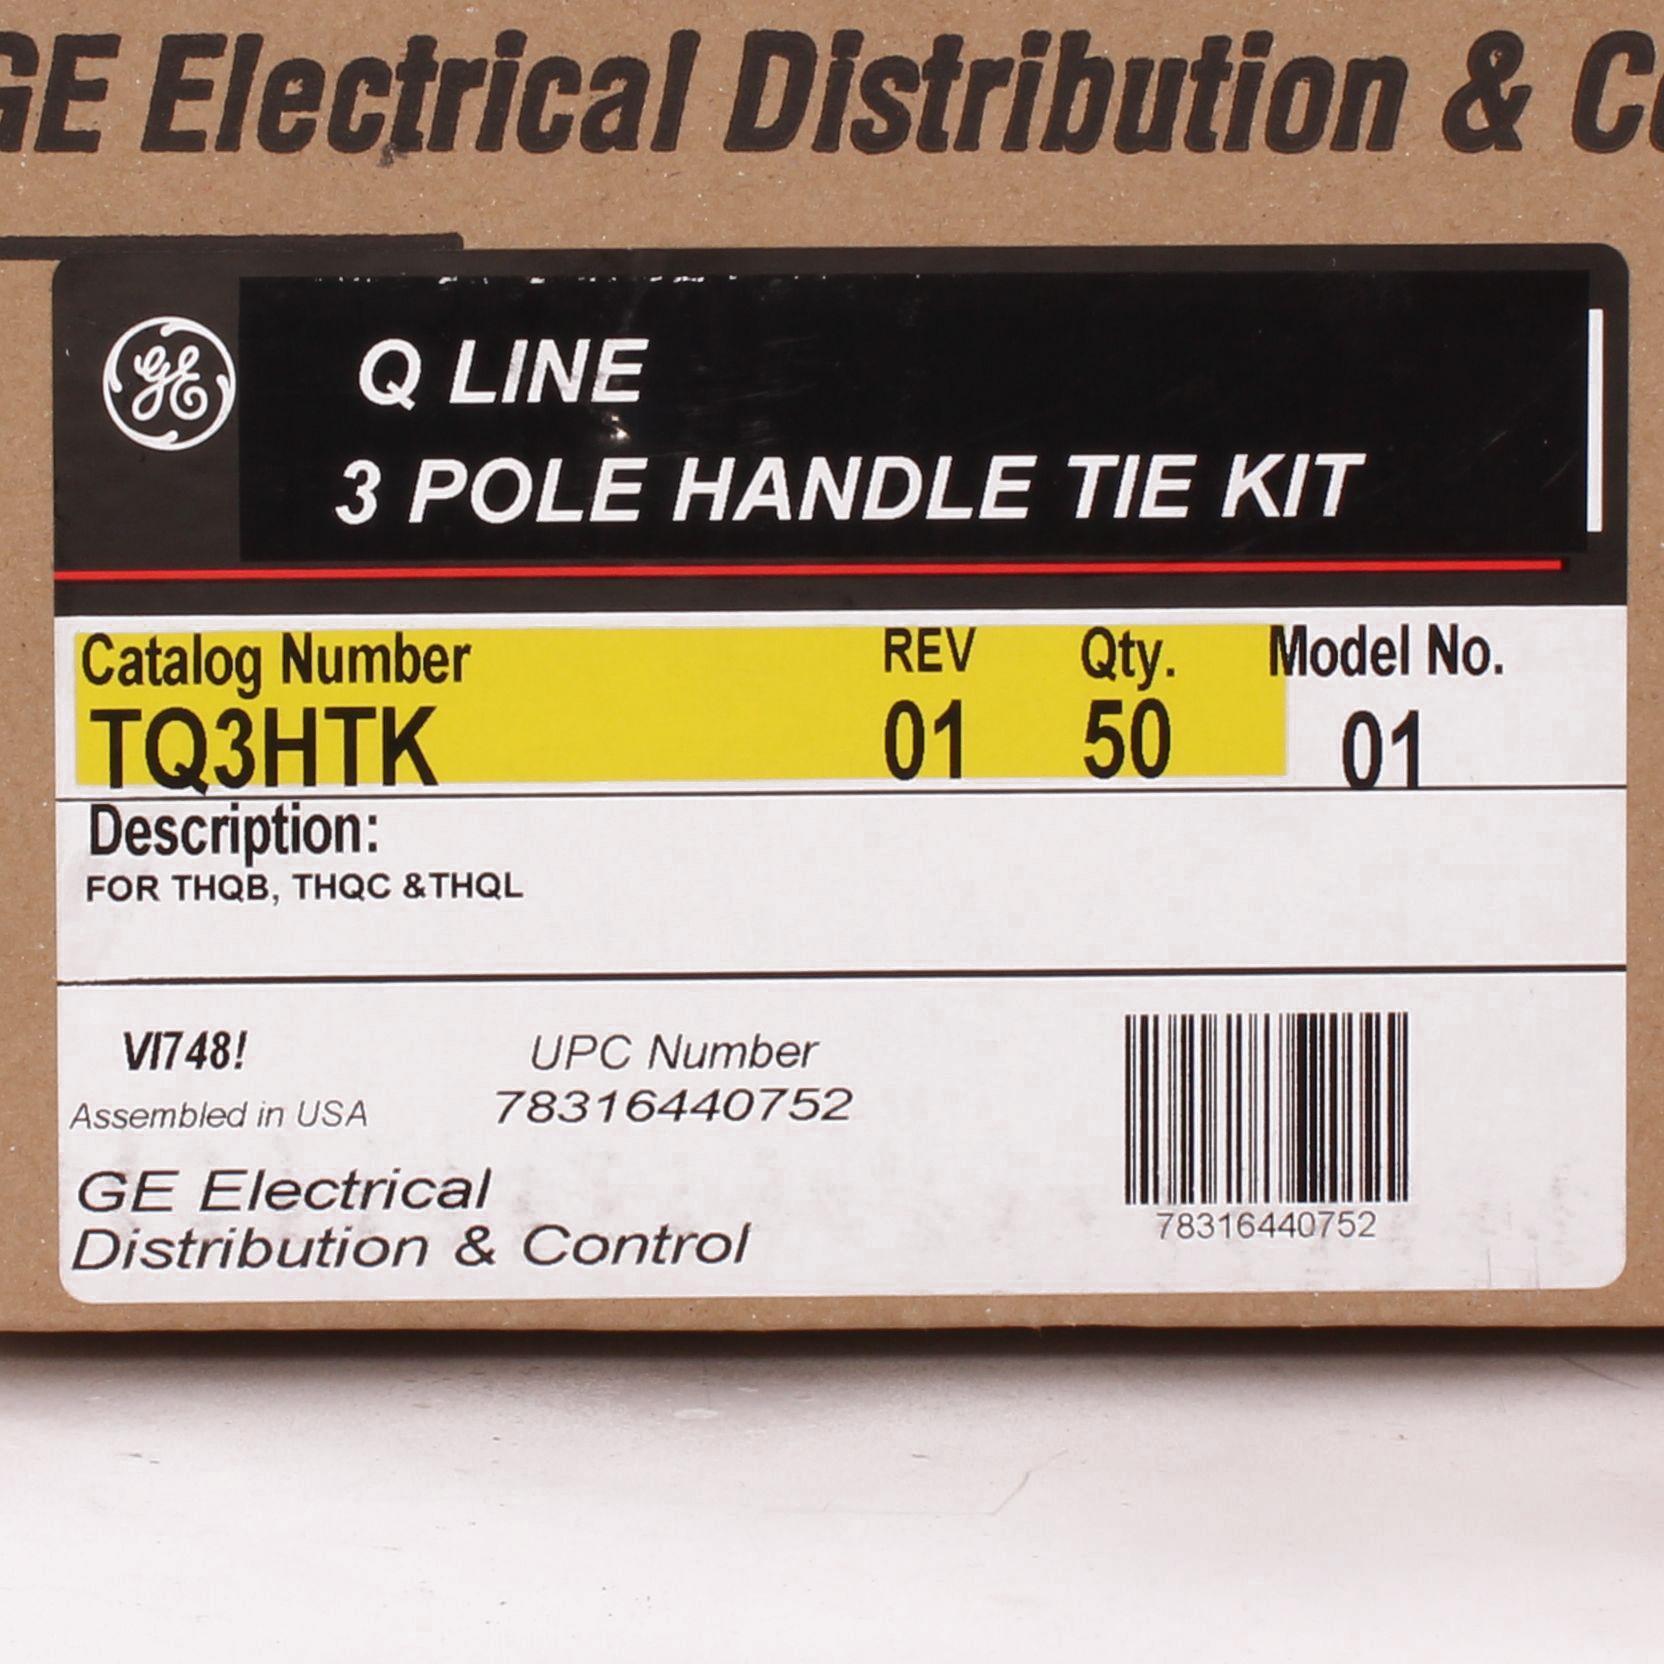 GE Electrical Distribution & Co
GE
Q LINE
3 POLE HANDLE TIE KIT
Catalog Number REV Qty. Model No.
TQ3HTK 01 50 01
Description:
FOR THQB, THQC &THQL
VI748! UPC Number
Assembled in USA 78316440752
GE Electrical
Distribution & Control
78316440752